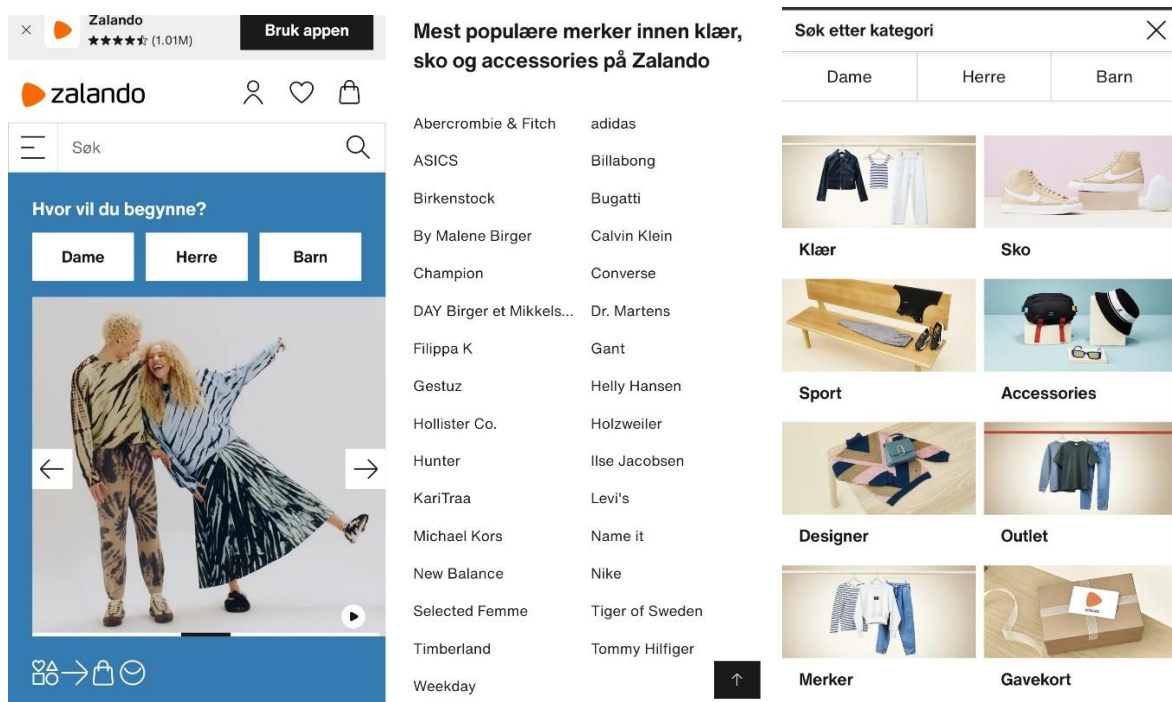 Zalando
(1.01M)
Bruk appen
zalando
Søk
Hvor vil du begynne?
Dame
Herre
Barn
Mest populære merker innen klær,
sko og accessories på Zalando
Abercrombie & Fitch
adidas
ASICS
Billabong
Birkenstock
Bugatti
By Malene Birger
Calvin Klein
Champion
Converse
DAY Birger et Mikkels...
Dr. Martens
Filippa K
Gant
Gestuz
Helly Hansen
Hollister Co.
Holzweiler
Hunter
Ilse Jacobsen
KariTraa
Levi's
Michael Kors
Name it
New Balance
Nike
Selected Femme
Tiger of Sweden
Timberland
Tommy Hilfiger
Weekday
Søk etter kategori
Dame
Herre
Barn
Klær
Sko
Sport
Accessories
Designer
Outlet
Merker
Gavekort